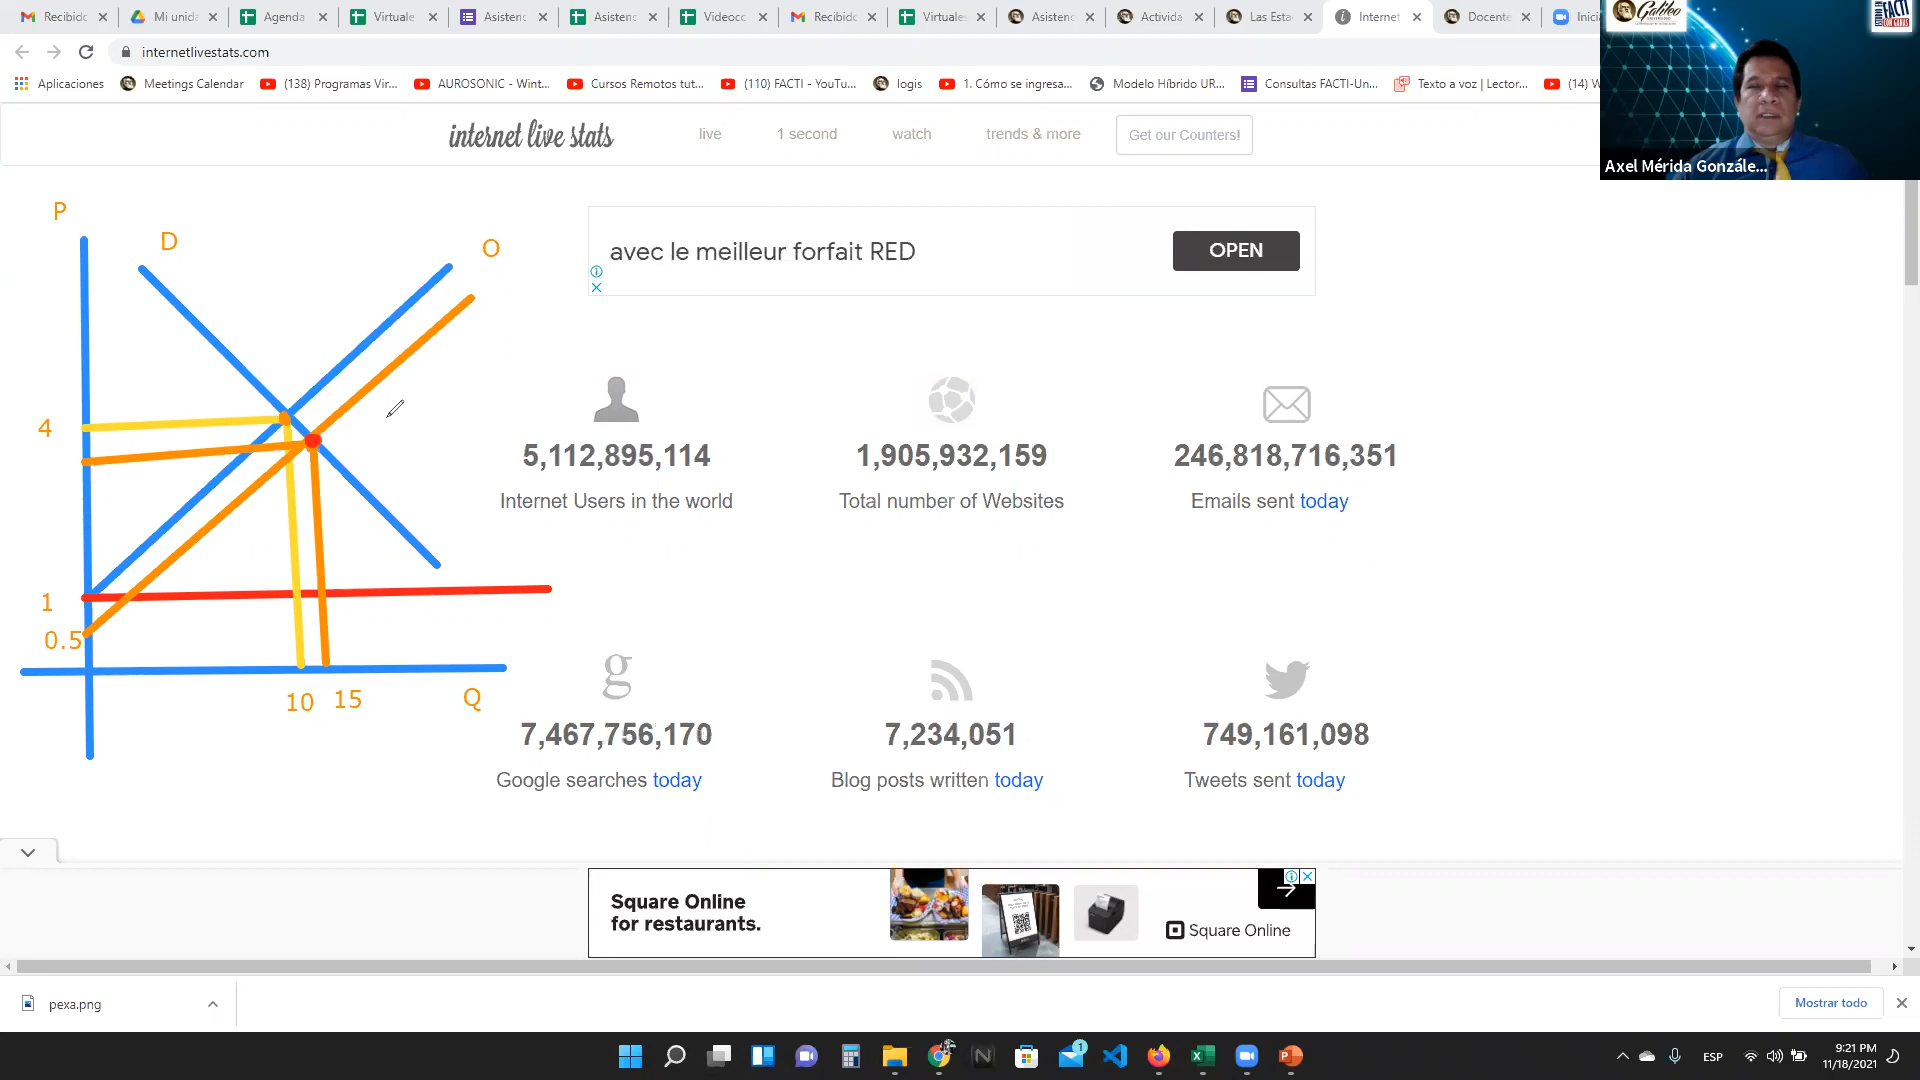 Recibido
Mi unida
Agenda
Virtuale
Asistenc
Asistenc
Videocc
Recibido
Virtuale
Asistenc
Activida
Las Esta
Internet
Docente
Inici
internetlivestats.com
Aplicaciones
Meetings Calendar
(138) Programas Vir...
AUROSONIC - Wint...
Cursos Remotos tut...
(110) FACTI - YouTu...
logis
1. Cómo se ingresa...
Modelo Híbrido UR...
Consultas FACTI-Un...
Texto a voz | Lector...
(14) W
Galileo
FACTI
Axel Mérida Gonzále...
internet live stats
live
1 second
watch
trends & more
Get our Counters!
P
D
O
4
1
0.5
10
15
Q
avec le meilleur forfait RED
OPEN
5,112,895,114
Internet Users in the world
1,905,932,159
Total number of Websites
246,818,716,351
Emails sent today
g
7,467,756,170
Google searches today
7,234,051
Blog posts written today
749,161,098
Tweets sent today
Square Online
for restaurants.
Square Online
pexa.png
Mostrar todo
1
ESP
9:21 PM
11/18/2021